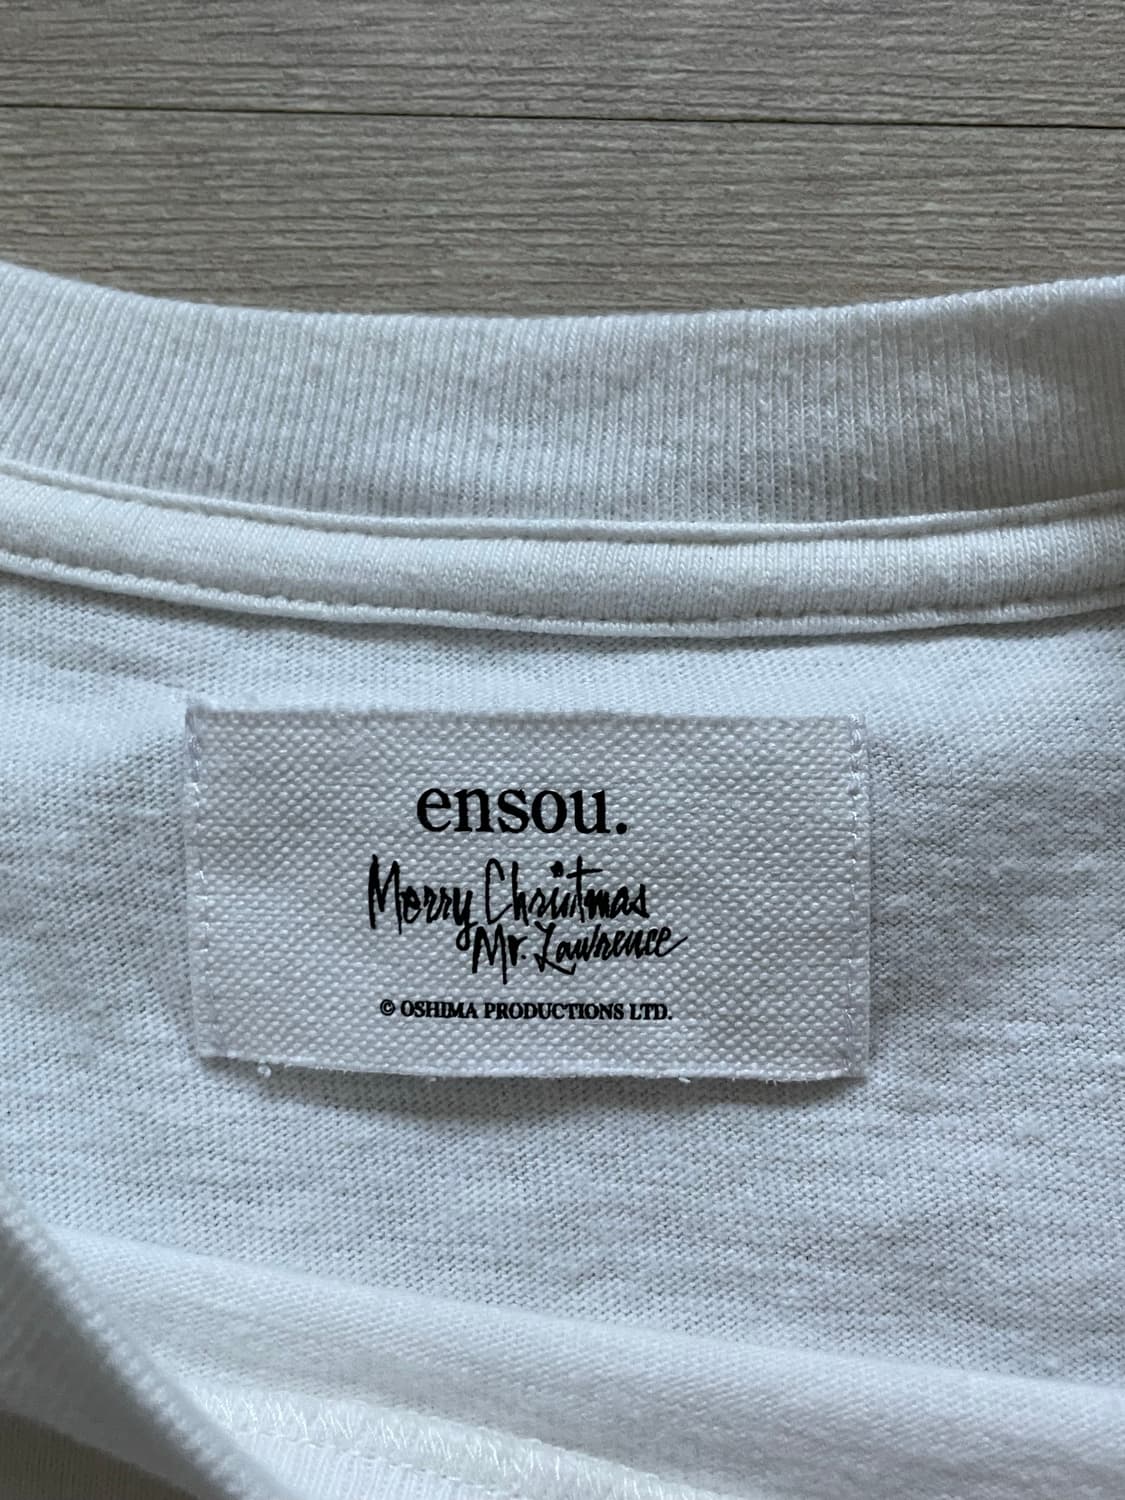 ensou.
Merry Christmas
Mr. Lawrence
© OSHIMA PRODUCTIONS LTD.